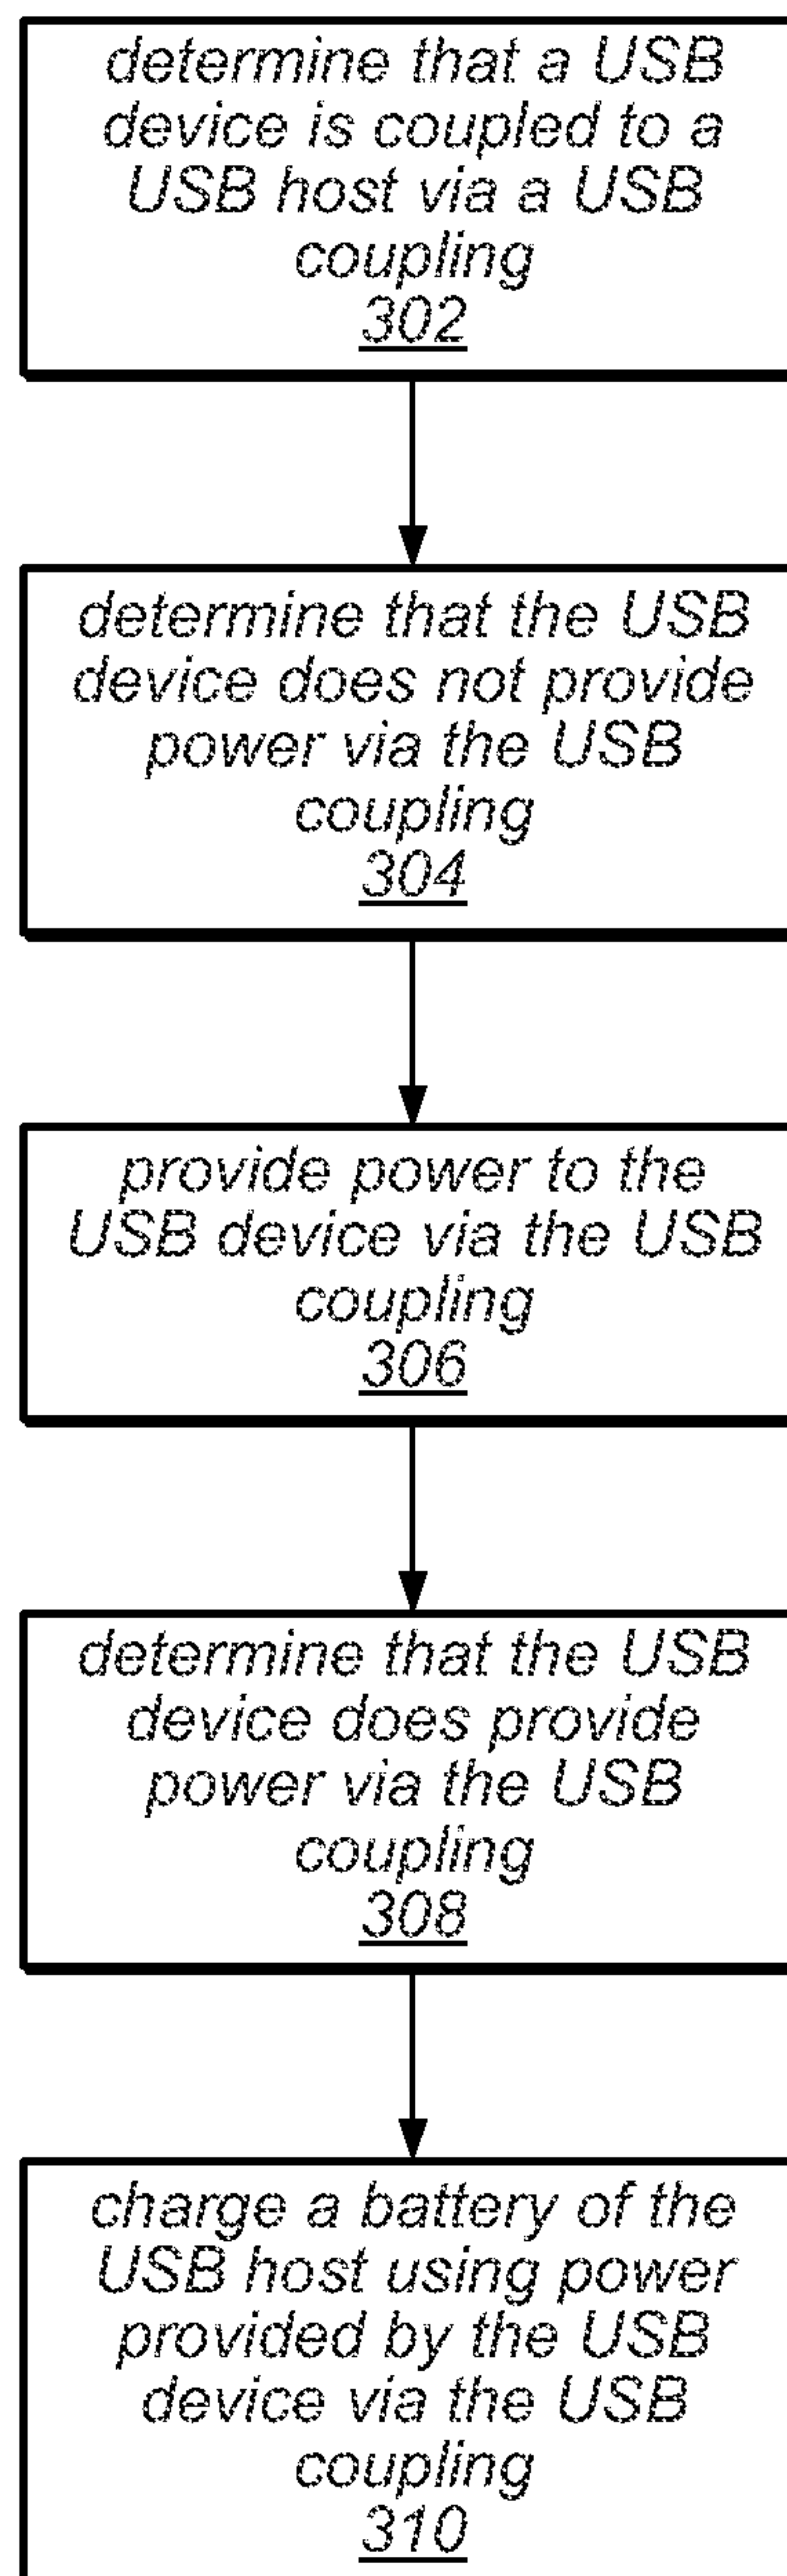 determine that a USB
device is coupled to a
USB host via a USB
coupling
302
determine that the USB
device does not provide
power via the USB
coupling
304
provide power to the
USB device via the USB
coupling
306
determine that the USB
device does provide
power via the USB
coupling
308
charge a battery of the
USB host using power
provided by the USB
device via the USB
coupling
310